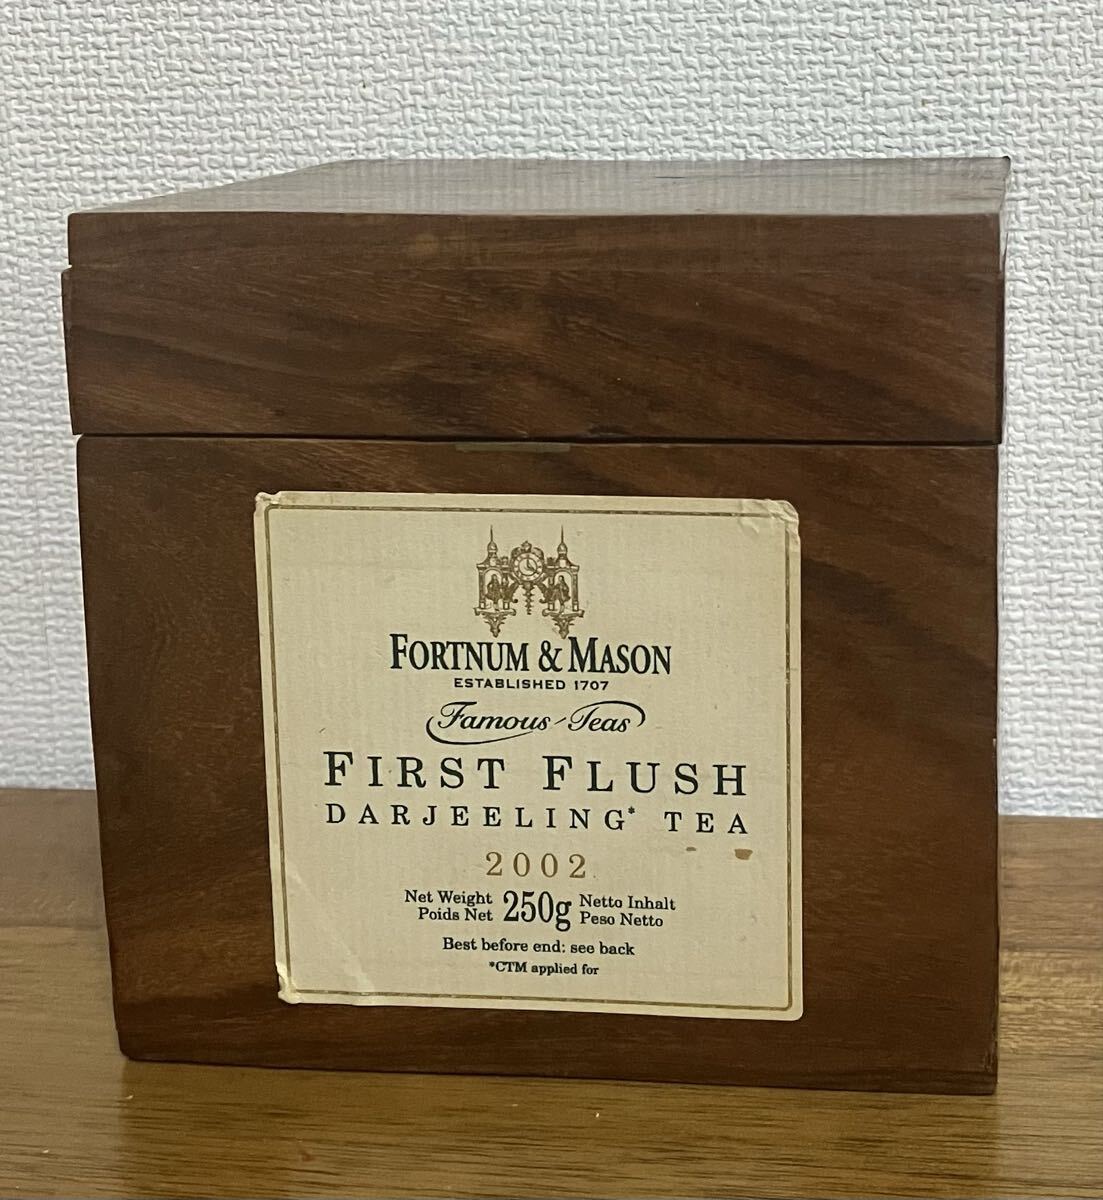 FORTNUM & MASON
ESTABLISHED 1707
Famous Teas
FIRST FLUSH
DARJEELING* TEA
2002
Net Weight 250g Netto Inhalt
Poids Net Peso Netto
Best before end: see back
*CTM applied for